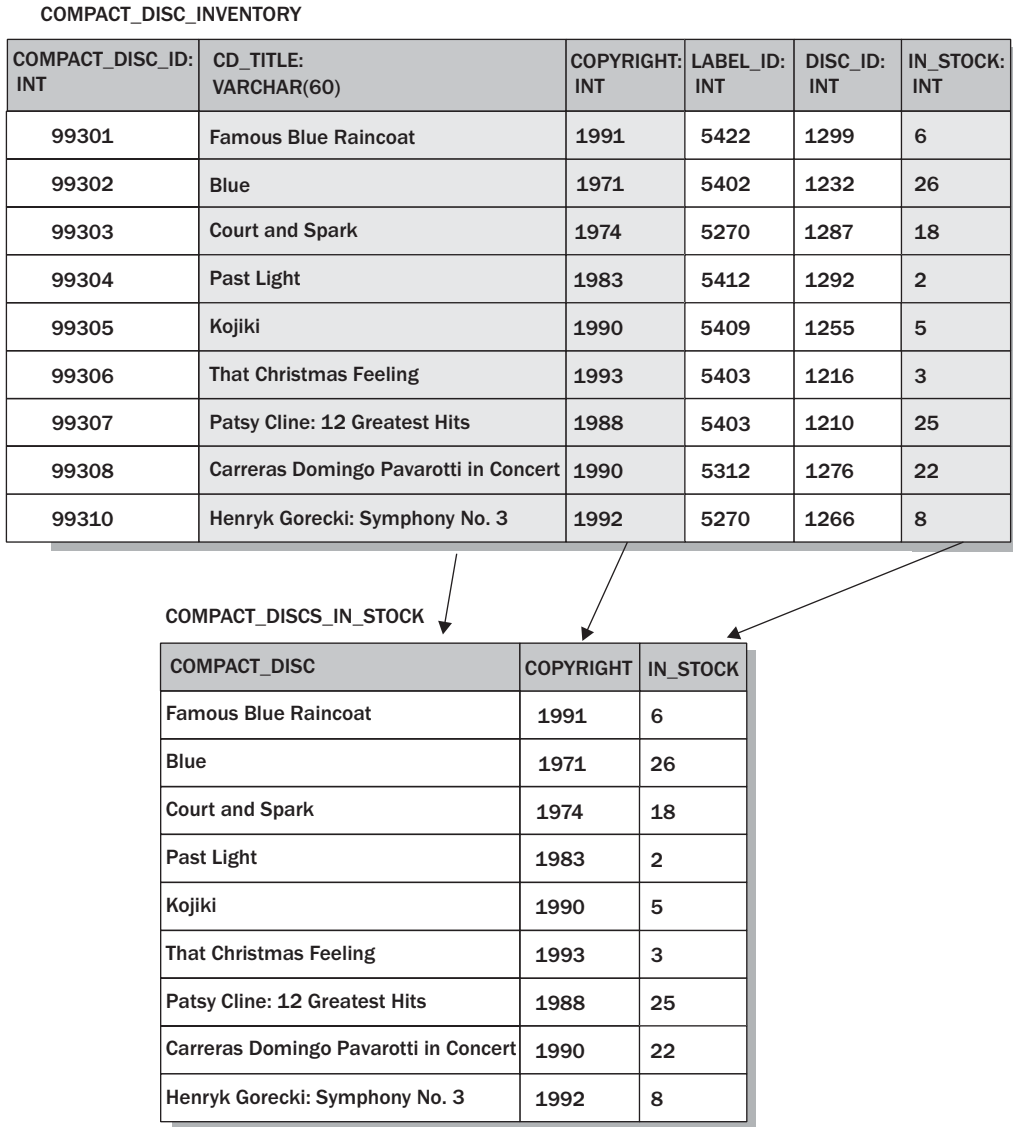 COMPACT_DISC_INVENTORY
COMPACT_DISC_ID: INT CD_TITLE: VARCHAR(60) COPYRIGHT: INT LABEL_ID: INT DISC_ID: INT IN_STOCK: INT
99301 Famous Blue Raincoat 1991 5422 1299 6
99302 Blue 1971 5402 1232 26
99303 Court and Spark 1974 5270 1287 18
99304 Past Light 1983 5412 1292 2
99305 Kojiki 1990 5409 1255 5
99306 That Christmas Feeling 1993 5403 1216 3
99307 Patsy Cline: 12 Greatest Hits 1988 5403 1210 25
99308 Carreras Domingo Pavarotti in Concert 1990 5312 1276 22
99310 Henryk Gorecki: Symphony No. 3 1992 5270 1266 8
COMPACT_DISCS_IN_STOCK
COMPACT_DISC COPYRIGHT IN_STOCK
Famous Blue Raincoat 1991 6
Blue 1971 26
Court and Spark 1974 18
Past Light 1983 2
Kojiki 1990 5
That Christmas Feeling 1993 3
Patsy Cline: 12 Greatest Hits 1988 25
Carreras Domingo Pavarotti in Concert 1990 22
Henryk Gorecki: Symphony No. 3 1992 8